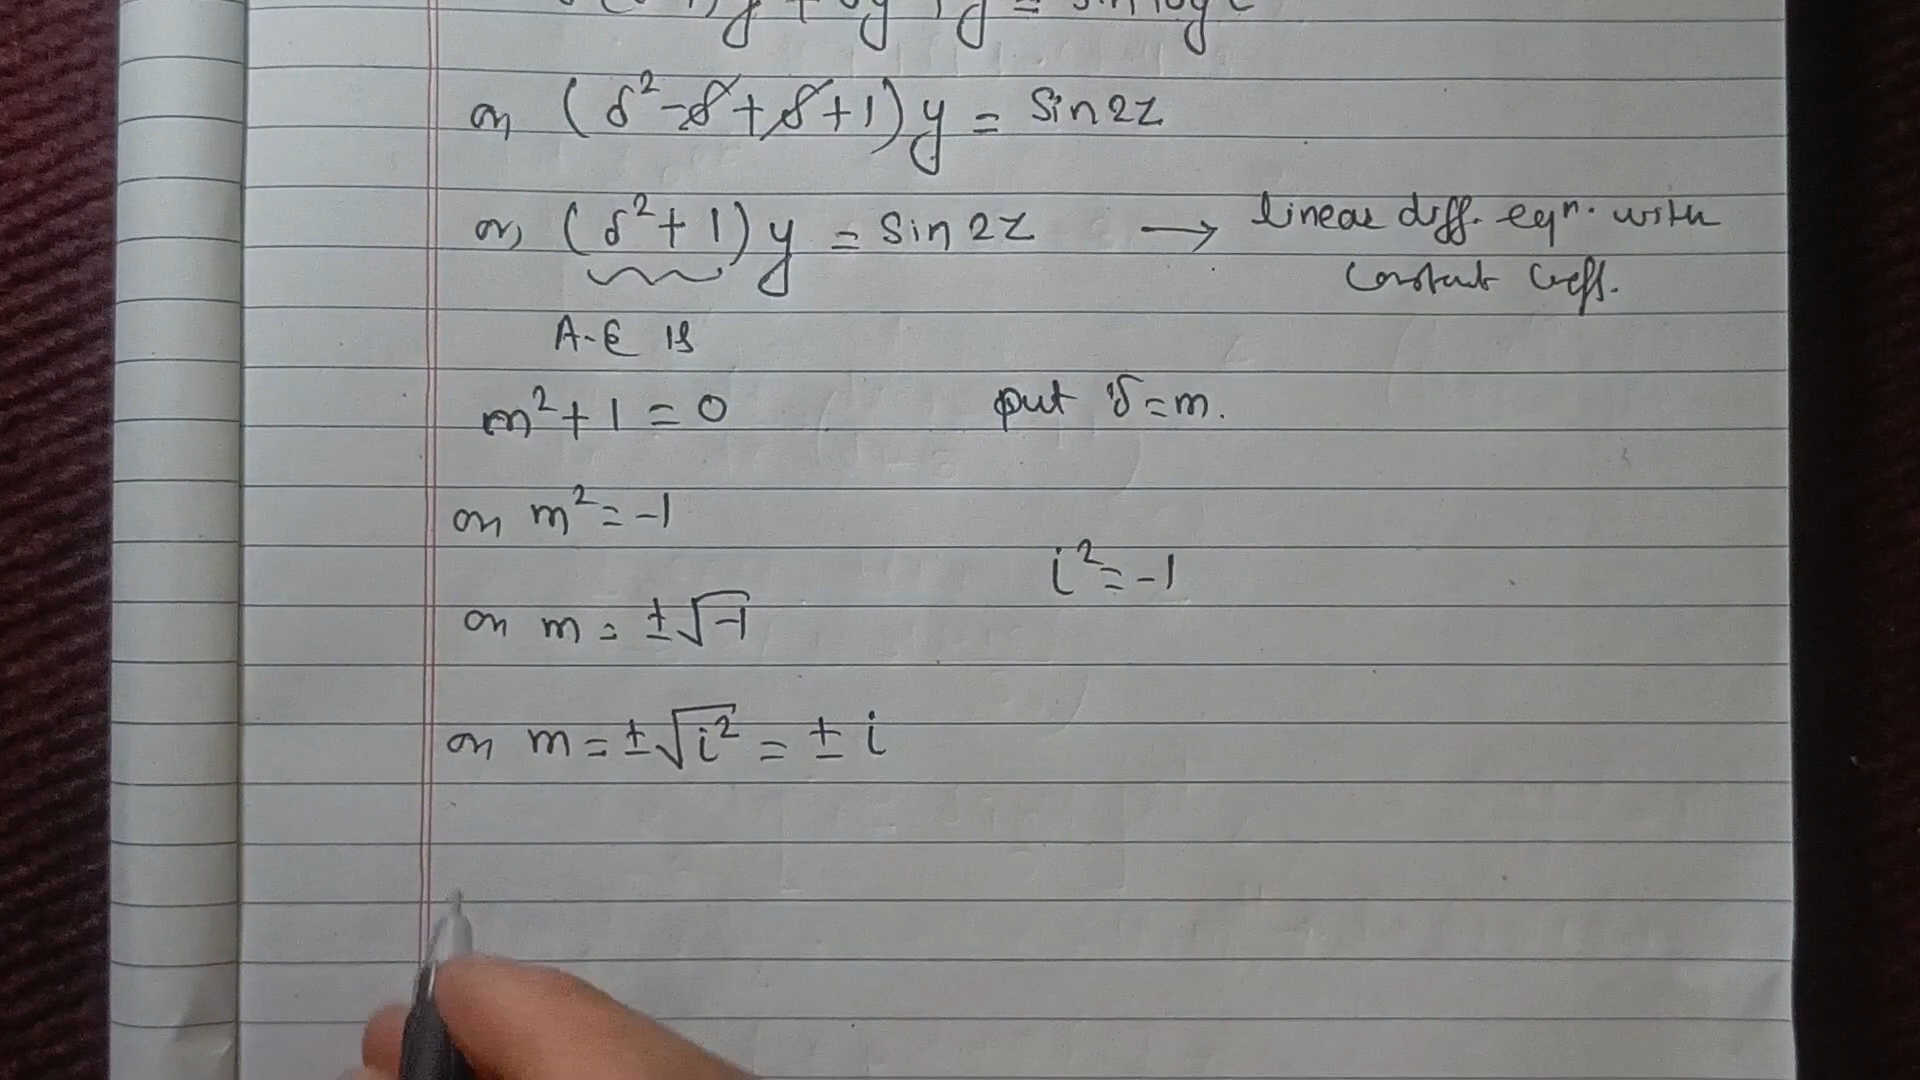 or (δ² - δ + δ + 1) y = Sin 2z
or, (δ² + 1) y = Sin 2z → linear diff. eqⁿ. with
constant Coeff.
A-E is
m² + 1 = 0 put δ = m.
or m² = -1
i² = -1
or m = ±√-1
or m = ±√i² = ± i